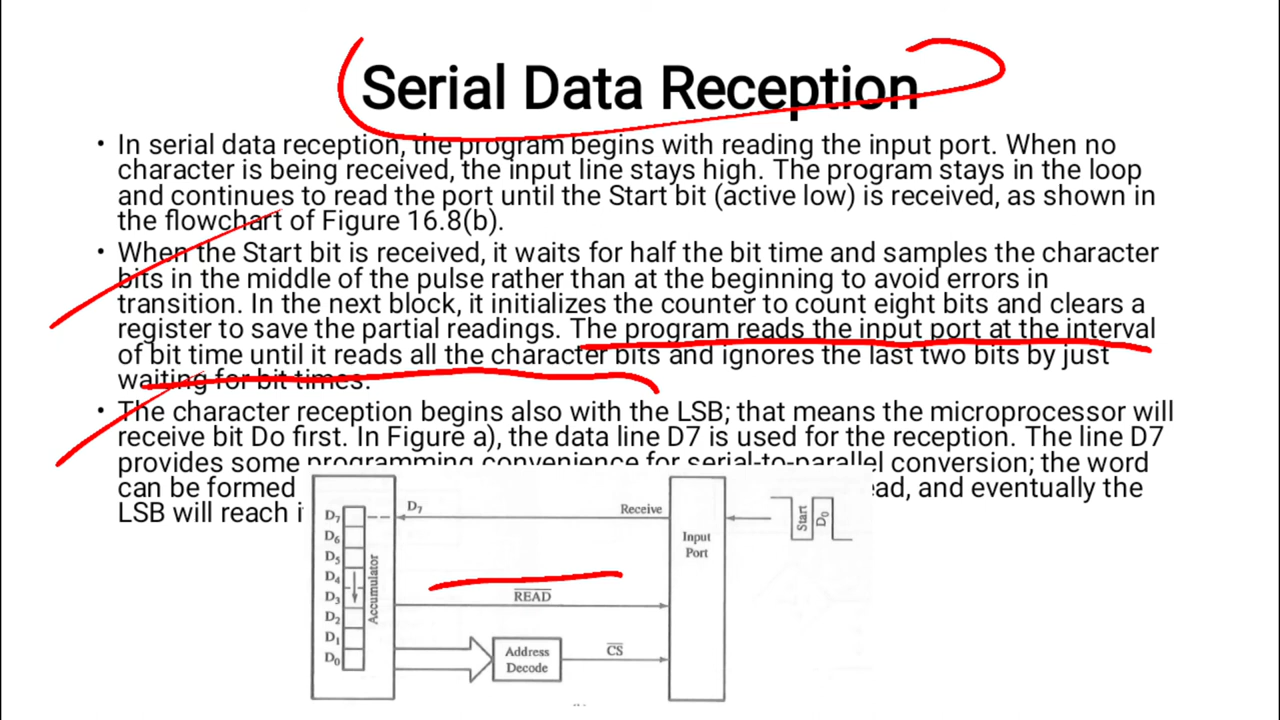 Serial Data Reception
• In serial data reception, the program begins with reading the input port. When no
character is being received, the input line stays high. The program stays in the loop
and continues to read the port until the Start bit (active low) is received, as shown in
the flowchart of Figure 16.8(b).
• When the Start bit is received, it waits for half the bit time and samples the character
bits in the middle of the pulse rather than at the beginning to avoid errors in
transition. In the next block, it initializes the counter to count eight bits and clears a
register to save the partial readings. The program reads the input port at the interval
of bit time until it reads all the character bits and ignores the last two bits by just
waiting for bit times.
• The character reception begins also with the LSB; that means the microprocessor will
receive bit Do first. In Figure a), the data line D7 is used for the reception. The line D7
provides some programming convenience for serial-to-parallel conversion; the word
can be formed ead, and eventually the
LSB will reach i
D7
D6
D5
D4
D3
D2
D1
D0
Accumulator
D7
Receive
READ
Address
Decode
CS
Input
Port
Start
D0